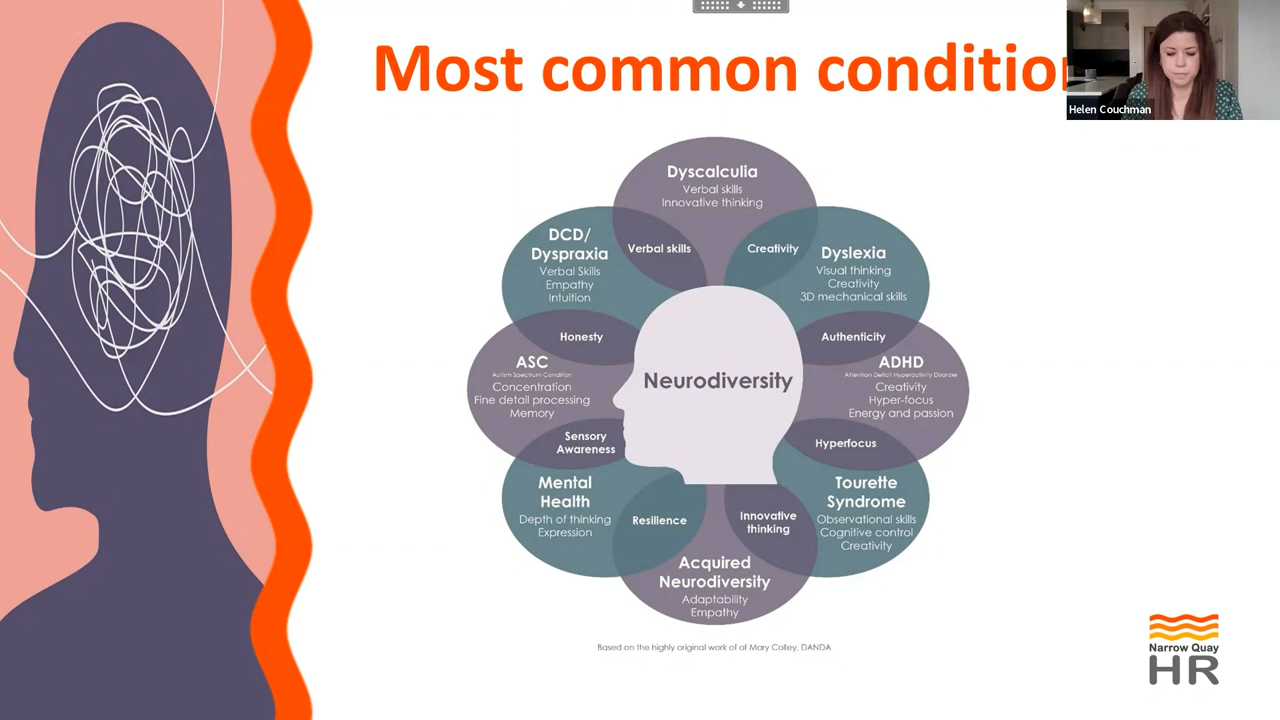 Most common condition
Helen Couchman
Dyscalculia
Verbal skills
Innovative thinking
DCD/
Dyspraxia
Verbal Skills
Empathy
Intuition
Verbal skills
Creativity
Dyslexia
Visual thinking
Creativity
3D mechanical skills
Honesty
Authenticity
ASC
Autism Spectrum Condition
Concentration
Fine detail processing
Memory
Neurodiversity
ADHD
Attention Deficit Hyperactivity Disorder
Creativity
Hyper-focus
Energy and passion
Sensory
Awareness
Hyperfocus
Mental
Health
Depth of thinking
Expression
Resilience
Innovative
thinking
Tourette
Syndrome
Observational skills
Cognitive control
Creativity
Acquired
Neurodiversity
Adaptability
Empathy
Based on the highly original work of of Mary Colley, DANDA
Narrow Quay
HR